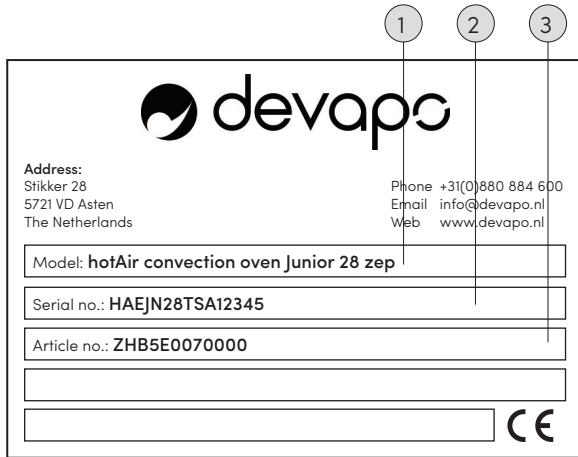 1 2 3
devapo
Address:
Stikker 28
5721 VD Asten
The Netherlands
Phone +31(0)880 884 600
Email info@devapo.nl
Web www.devapo.nl
Model: hotAir convection oven Junior 28 zep
Serial no.: HAEJN28TSA12345
Article no.: ZHB5E0070000
CE